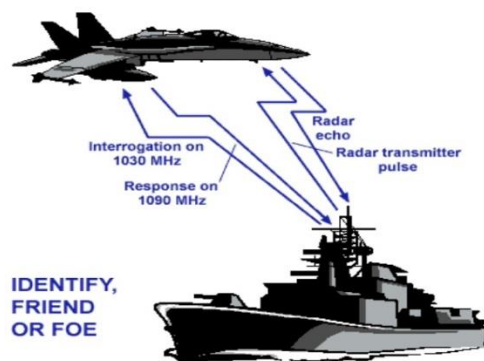 Radar
echo
Interrogation on
1030 MHz
Radar transmitter
pulse
Response on
1090 MHz
IDENTIFY,
FRIEND
OR FOE